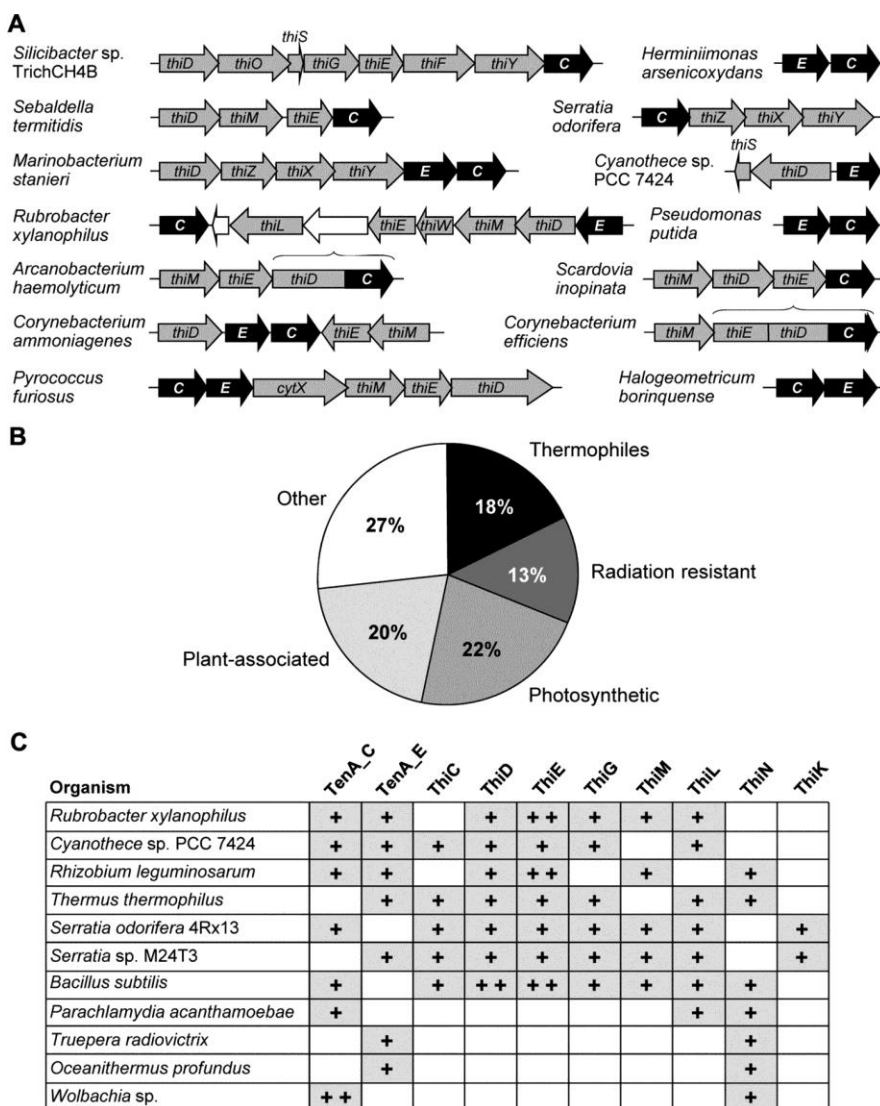 A
Silicibacter sp.
TrichCH4B
thiD thiO thiS thiG thiE thiF thiY C
Herminiimonas
arsenicoxydans
E C
Sebaldella
termitidis
thiD thiM thiE C
Serratia
odorifera
C thiZ thiX thiY
Marinobacterium
stanieri
thiD thiZ thiX thiY E C
Cyanothece sp.
PCC 7424
thiS thiD E
Rubrobacter
xylanophilus
C thiL thiE thiW thiM thiD E
Pseudomonas
putida
E C
Arcanobacterium
haemolyticum
thiM thiE thiD C
Scardovia
inopinata
thiM thiD thiE C
Corynebacterium
ammoniagenes
thiD E C thiE thiM
Corynebacterium
efficiens
thiM thiE thiD C
Pyrococcus
furiosus
C E cytX thiM thiE thiD
Halogeometricum
borinquense
C E
B
Thermophiles
18%
Radiation resistant
13%
Photosynthetic
22%
Plant-associated
20%
Other
27%
C
Organism TenA_C TenA_E ThiC ThiD ThiE ThiG ThiM ThiL ThiN ThiK
Rubrobacter xylanophilus + + + + + + + +
Cyanothece sp. PCC 7424 + + + + + + +
Rhizobium leguminosarum + + + + + + +
Thermus thermophilus + + + + + + +
Serratia odorifera 4Rx13 + + + + + + + +
Serratia sp. M24T3 + + + + + + + +
Bacillus subtilis + + + + + + + + + +
Parachlamydia acanthamoebae + + +
Truepera radiovictrix + +
Oceanithermus profundus + +
Wolbachia sp. + + +